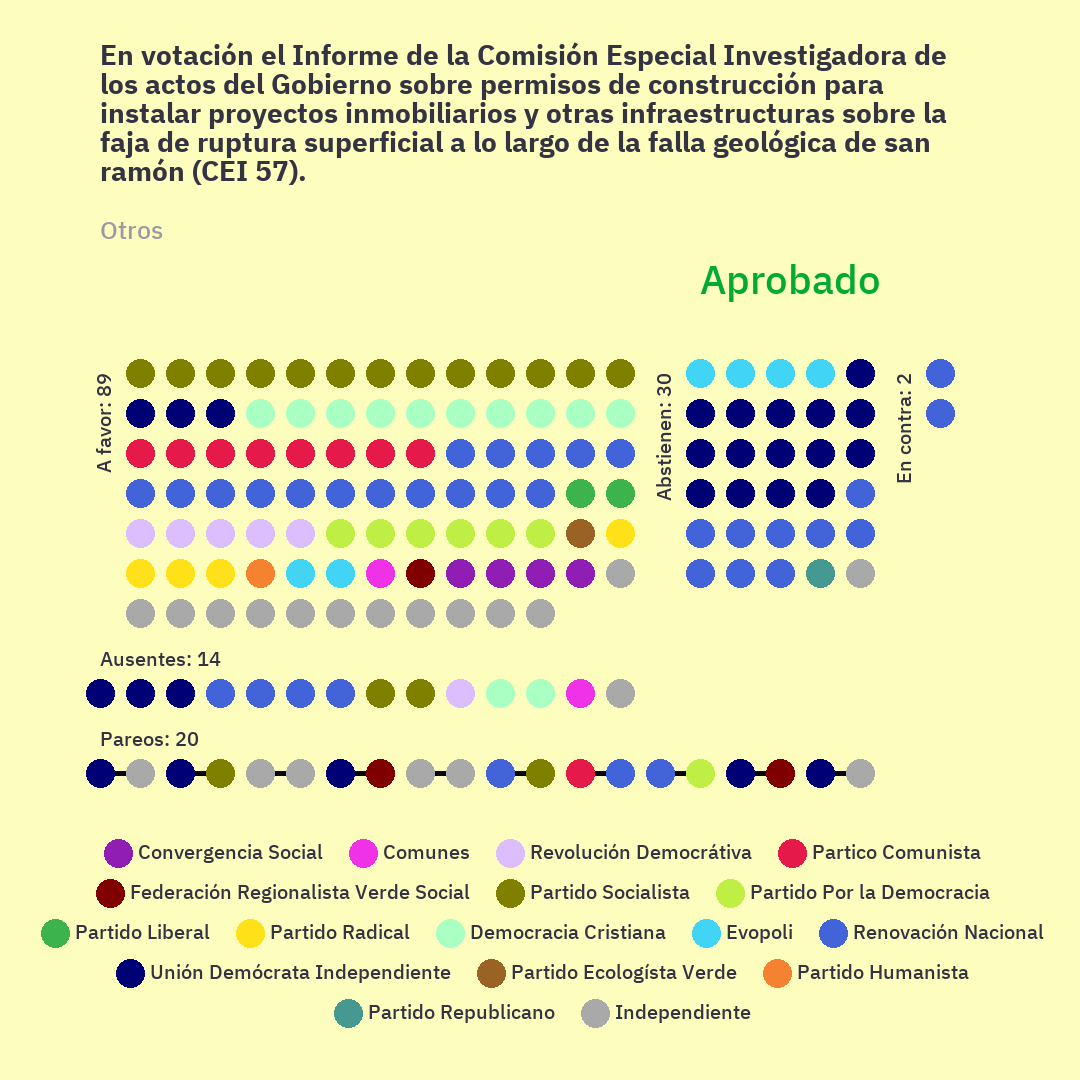 En votación el Informe de la Comisión Especial Investigadora de
los actos del Gobierno sobre permisos de construcción para
instalar proyectos inmobiliarios y otras infraestructuras sobre la
faja de ruptura superficial a lo largo de la falla geológica de san
ramón (CEI 57).
Otros
Aprobado
A favor: 89
Abstienen: 30
En contra: 2
Ausentes: 14
Pareos: 20
Convergencia Social Comunes Revolución Democrátiva Partico Comunista
Federación Regionalista Verde Social Partido Socialista Partido Por la Democracia
Partido Liberal Partido Radical Democracia Cristiana Evopoli Renovación Nacional
Unión Demócrata Independiente Partido Ecologísta Verde Partido Humanista
Partido Republicano Independiente